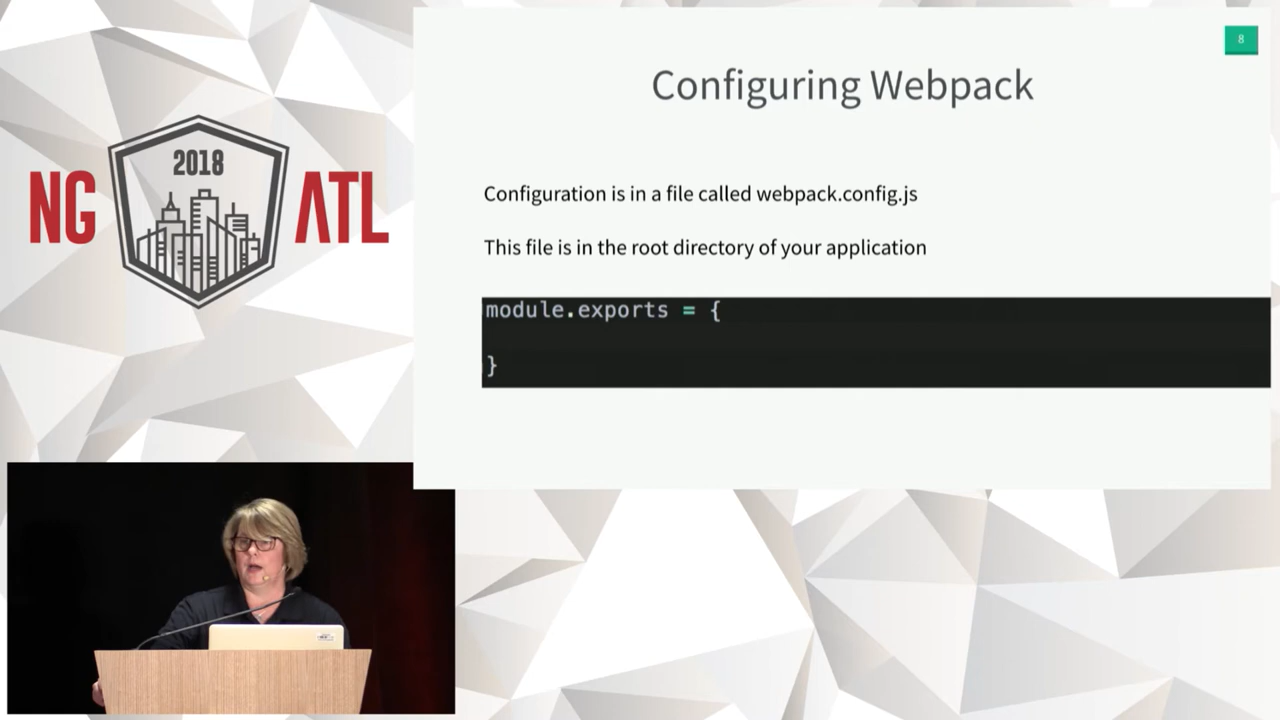 NG
2018
ATL
8
Configuring Webpack
Configuration is in a file called webpack.config.js
This file is in the root directory of your application
module.exports = {
}